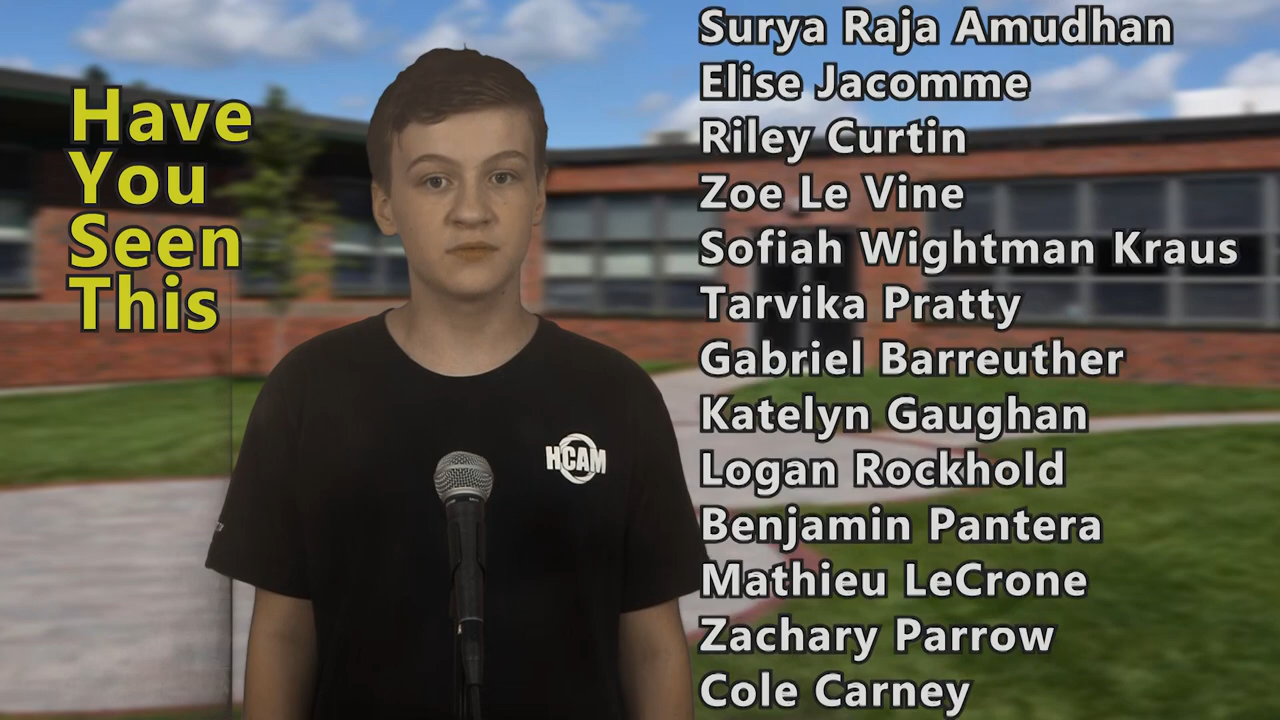 Have
You
Seen
This
Surya Raja Amudhan
Elise Jacomme
Riley Curtin
Zoe Le Vine
Sofiah Wightman Kraus
Tarvika Pratty
Gabriel Barreuther
Katelyn Gaughan
Logan Rockhold
Benjamin Pantera
Mathieu LeCrone
Zachary Parrow
Cole Carney
HCAM